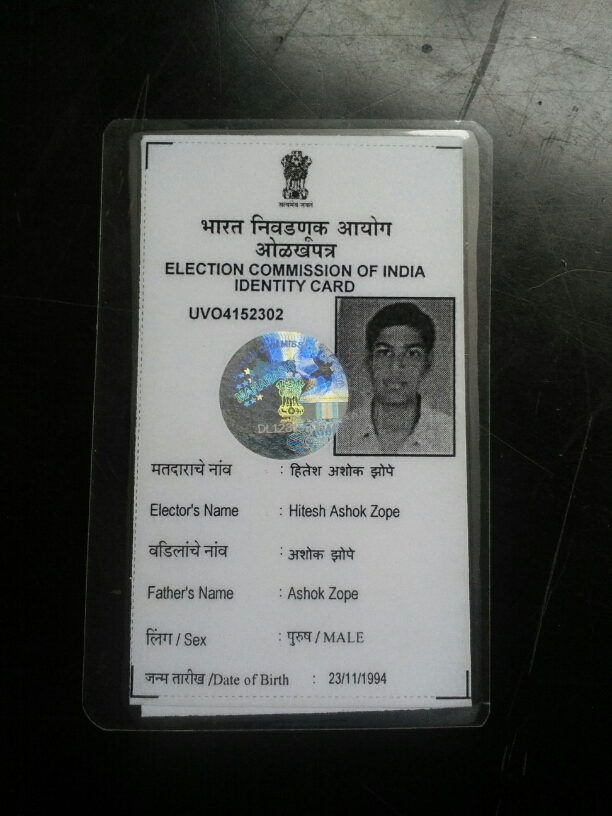 सत्यमेव जयते
भारत निवडणूक आयोग
ओळखपत्र
ELECTION COMMISSION OF INDIA
IDENTITY CARD
UVO4152302
मतदाराचे नांव : हितेश अशोक झोपे
Elector's Name : Hitesh Ashok Zope
वडिलांचे नांव : अशोक झोपे
Father's Name : Ashok Zope
लिंग / Sex : पुरुष / MALE
जन्म तारीख /Date of Birth : 23/11/1994